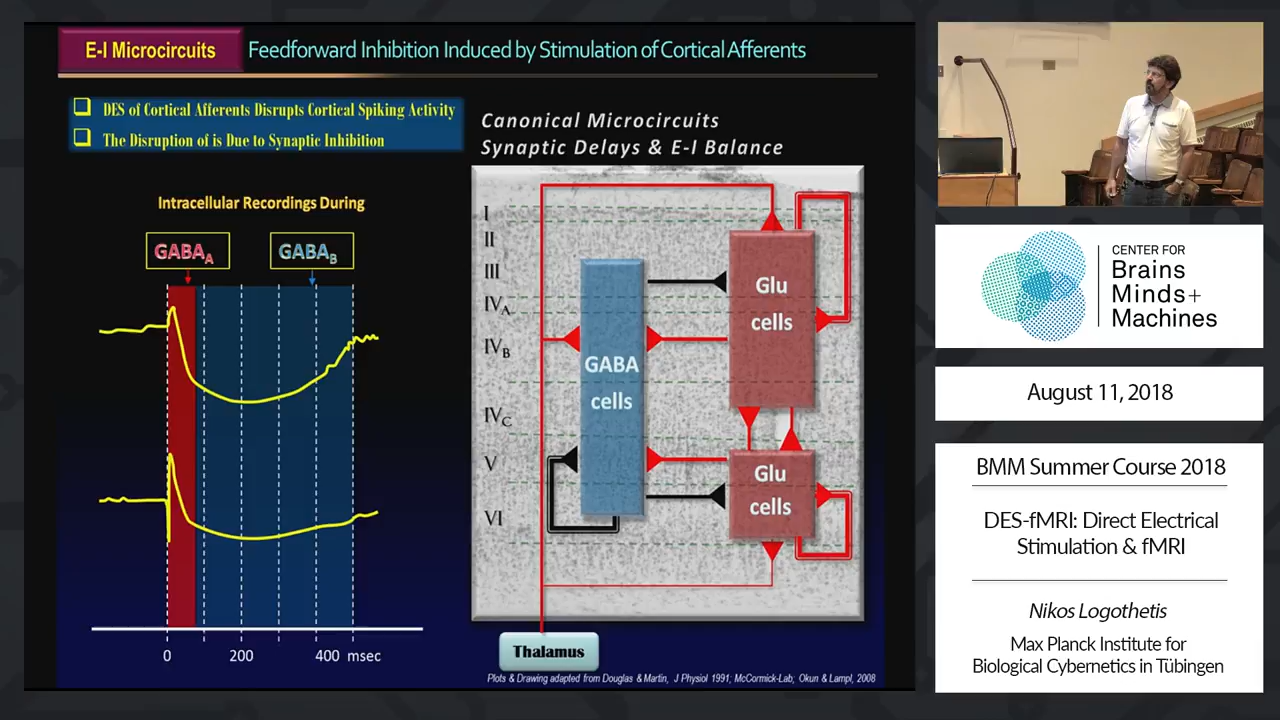 E-I Microcircuits
Feedforward Inhibition Induced by Stimulation of Cortical Afferents
DES of Cortical Afferents Disrupts Cortical Spiking Activity
The Disruption of is Due to Synaptic Inhibition
Intracellular Recordings During
GABAA
GABAB
0
200
400 msec
Canonical Microcircuits
Synaptic Delays & E-I Balance
I
II
III
IVA
IVB
IVC
V
VI
GABA
cells
Glu
cells
Glu
cells
Thalamus
Plots & Drawing adapted from Douglas & Martin, J Physiol 1991; McCormick-Lab; Okun & Lampl, 2008
CENTER FOR
Brains
Minds+
Machines
August 11, 2018
BMM Summer Course 2018
DES-fMRI: Direct Electrical
Stimulation & fMRI
Nikos Logothetis
Max Planck Institute for
Biological Cybernetics in Tübingen